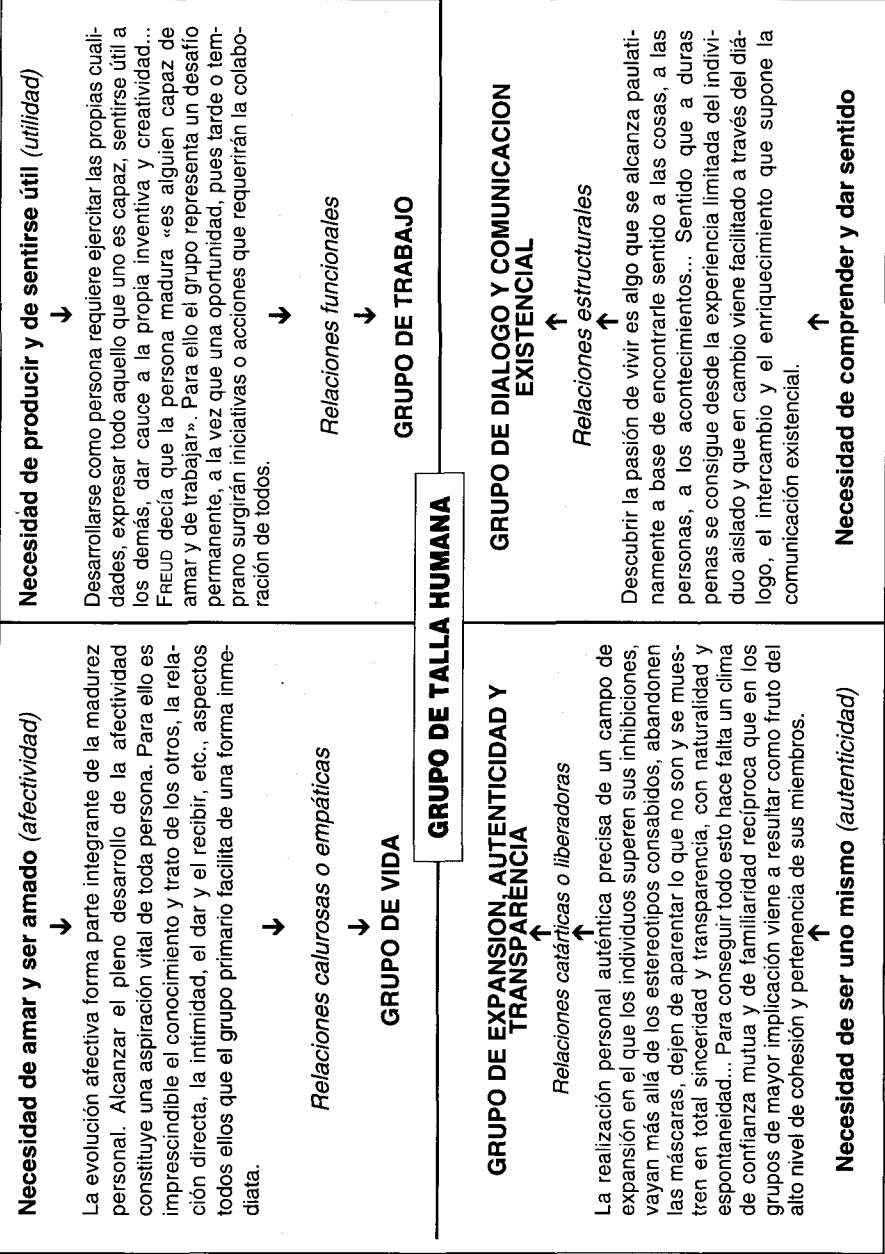 Necesidad de amar y ser amado (afectividad)
↓
La evolución afectiva forma parte integrante de la madurez
personal. Alcanzar el pleno desarrollo de la afectividad
constituye una aspiración vital de toda persona. Para ello es
imprescindible el conocimiento y trato de los otros, la rela-
ción directa, la intimidad, el dar y el recibir, etc., aspectos
todos ellos que el grupo primario facilita de una forma inme-
diata.
↓
Relaciones calurosas o empáticas
↓
GRUPO DE VIDA
Necesidad de producir y de sentirse útil (utilidad)
↓
Desarrollarse como persona requiere ejercitar las propias cuali-
dades, expresar todo aquello que uno es capaz, sentirse útil a
los demás, dar cauce a la propia inventiva y creatividad...
FREUD decía que la persona madura «es alguien capaz de
amar y de trabajar». Para ello el grupo representa un desafío
permanente, a la vez que una oportunidad, pues tarde o tem-
prano surgirán iniciativas o acciones que requerirán la colabo-
ración de todos.
↓
Relaciones funcionales
↓
GRUPO DE TRABAJO
GRUPO DE TALLA HUMANA
GRUPO DE EXPANSION, AUTENTICIDAD Y
TRANSPARENCIA
↑
Relaciones catárticas o liberadoras
↑
La realización personal auténtica precisa de un campo de
expansión en el que los individuos superen sus inhibiciones,
vayan más allá de los estereotipos consabidos, abandonen
las máscaras, dejen de aparentar lo que no son y se mues-
tren en total sinceridad y transparencia, con naturalidad y
espontaneidad... Para conseguir todo esto hace falta un clima
de confianza mutua y de familiaridad recíproca que en los
grupos de mayor implicación viene a resultar como fruto del
alto nivel de cohesión y pertenencia de sus miembros.
↑
Necesidad de ser uno mismo (autenticidad)
GRUPO DE DIALOGO Y COMUNICACION
EXISTENCIAL
↑
Relaciones estructurales
↑
Descubrir la pasión de vivir es algo que se alcanza paulati-
namente a base de encontrarle sentido a las cosas, a las
personas, a los acontecimientos... Sentido que a duras
penas se consigue desde la experiencia limitada del indivi-
duo aislado y que en cambio viene facilitado a través del diá-
logo, el intercambio y el enriquecimiento que supone la
comunicación existencial.
↑
Necesidad de comprender y dar sentido